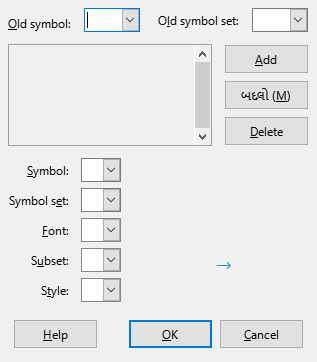 Old symbol: Old symbol set:
Add
બદલો (M)
Delete
Symbol:
Symbol set:
Font:
Subset:
→
Style:
Help OK Cancel